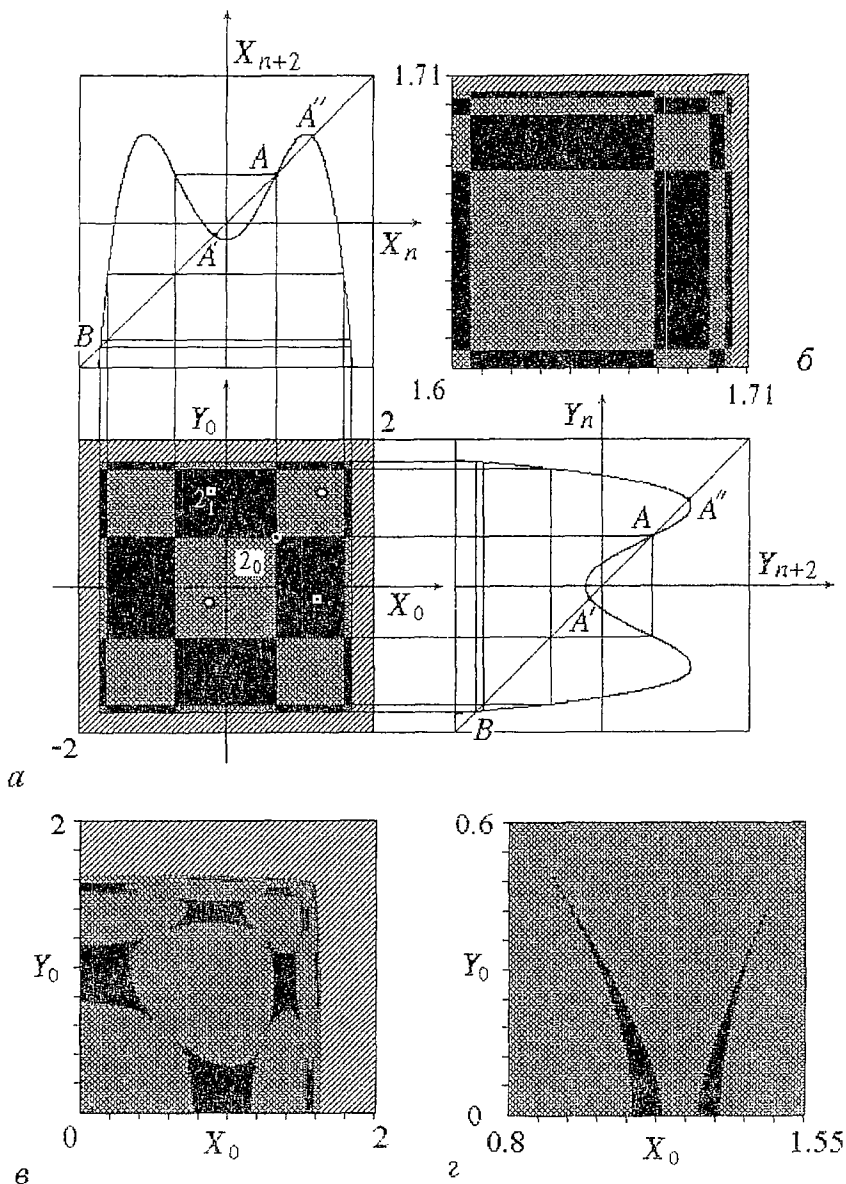 X_{n+2}
1.71
A''
A
X_n
A'
B
б
1.6
1.71
Y_0
2
Y_n
2_1
A''
A
2_0
X_0
Y_{n+2}
A'
-2
B
а
2
0.6
Y_0
Y_0
0
0
X_0
2
0.8
X_0
1.55
в
г